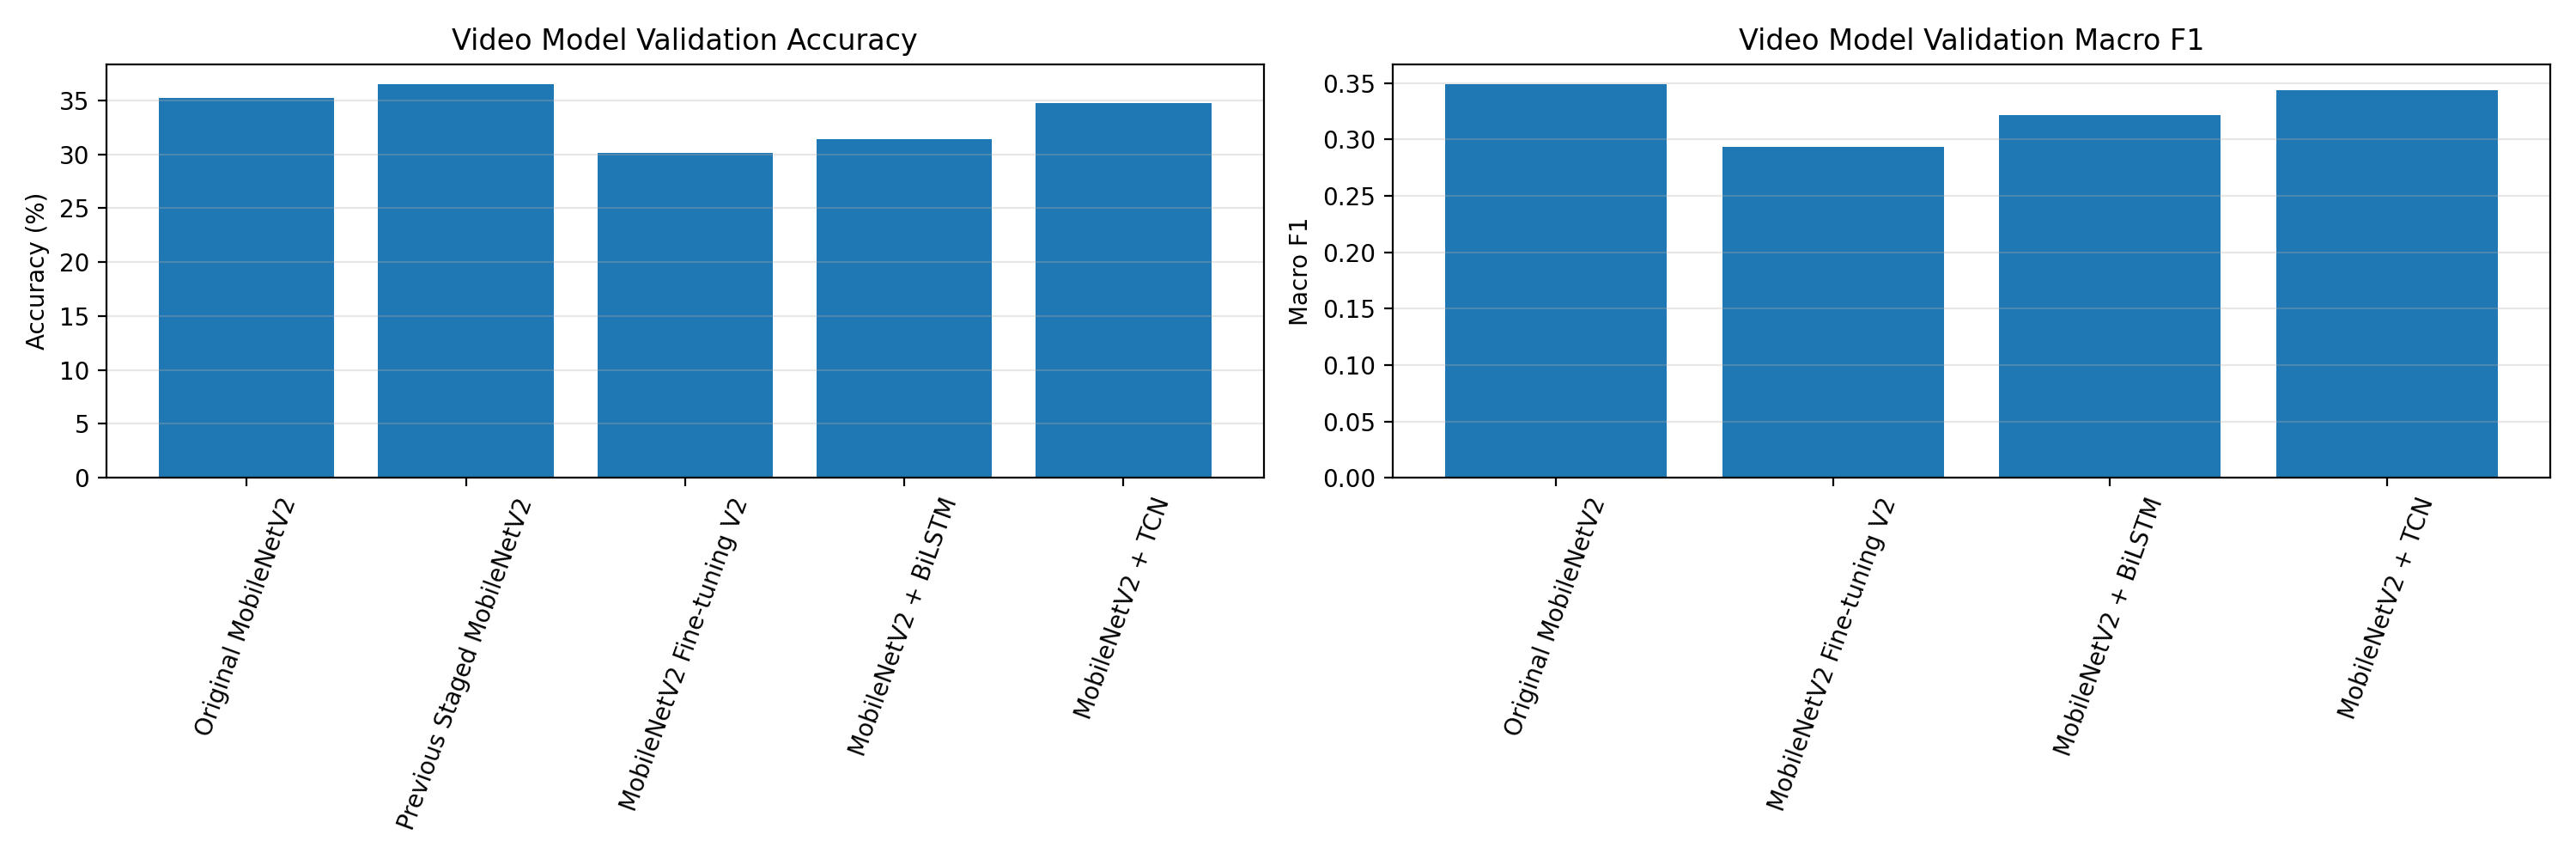 Video Model Validation Accuracy
Accuracy (%)
35
30
25
20
15
10
5
0
Original MobileNetV2
Previous Staged MobileNetV2
MobileNetV2 Fine-tuning V2
MobileNetV2 + BiLSTM
MobileNetV2 + TCN
Video Model Validation Macro F1
Macro F1
0.35
0.30
0.25
0.20
0.15
0.10
0.05
0.00
Original MobileNetV2
MobileNetV2 Fine-tuning V2
MobileNetV2 + BiLSTM
MobileNetV2 + TCN